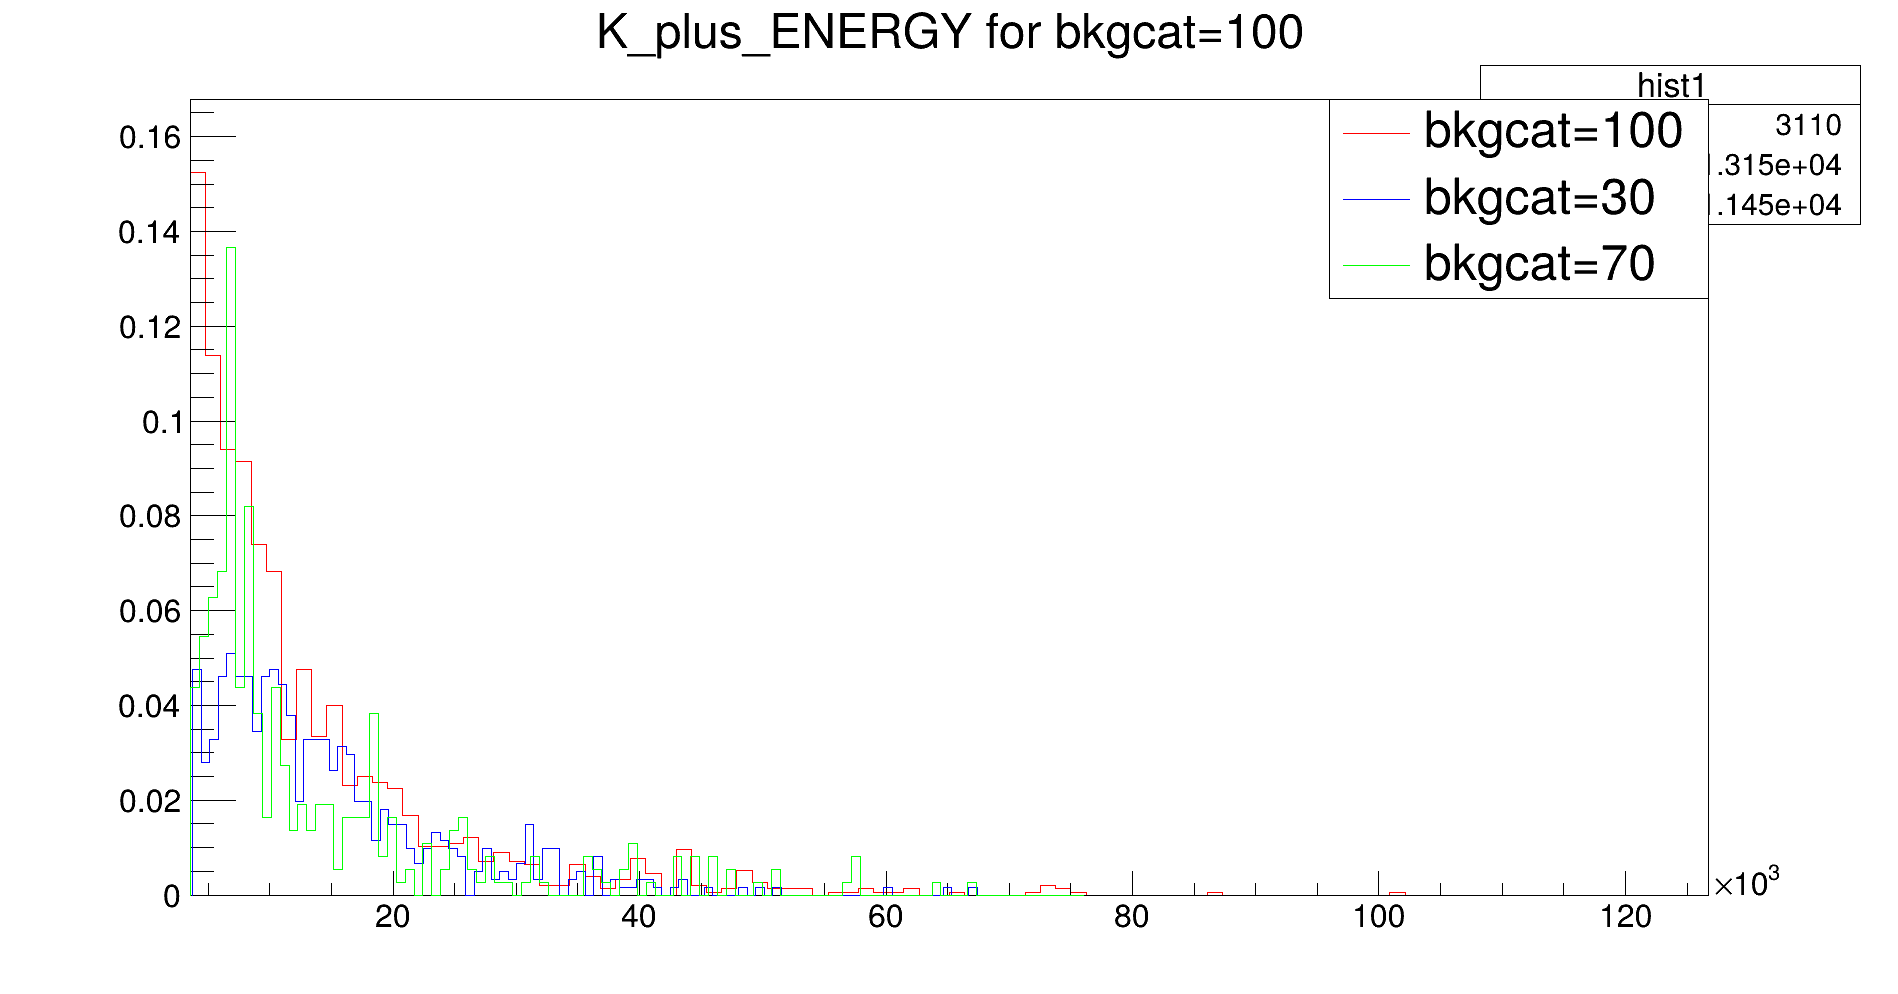 K_plus_ENERGY for bkgcat=100
hist1
3110
.315e+04
.145e+04
bkgcat=100
bkgcat=30
bkgcat=70
0.16
0.14
0.12
0.1
0.08
0.06
0.04
0.02
0
20 40 60 80 100 120
×10³